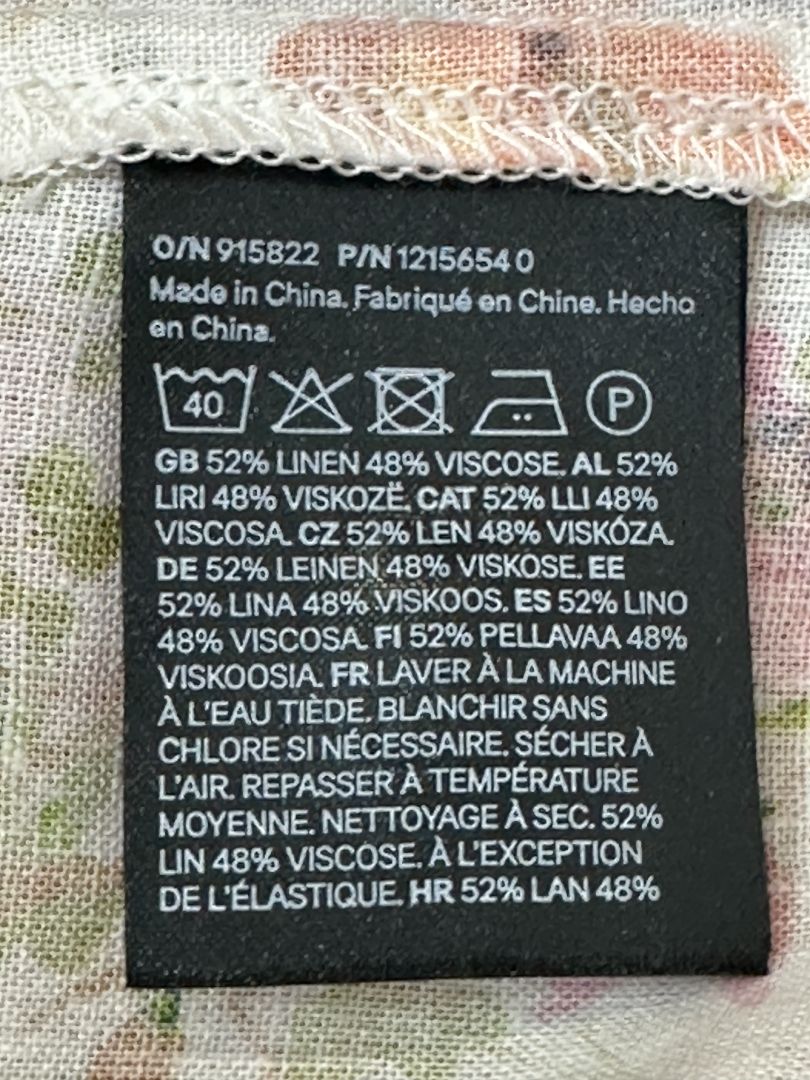 O/N 915822 P/N 12156540
Made in China. Fabriqué en Chine. Hecho
en China.
40 P
GB 52% LINEN 48% VISCOSE. AL 52%
LIRI 48% VISKOZË. CAT 52% LLI 48%
VISCOSA. CZ 52% LEN 48% VISKÓZA.
DE 52% LEINEN 48% VISKOSE. EE
52% LINA 48% VISKOOS. ES 52% LINO
48% VISCOSA. FI 52% PELLAVAA 48%
VISKOOSIA. FR LAVER À LA MACHINE
À L'EAU TIÈDE. BLANCHIR SANS
CHLORE SI NÉCESSAIRE. SÉCHER À
L'AIR. REPASSER À TEMPÉRATURE
MOYENNE. NETTOYAGE À SEC. 52%
LIN 48% VISCOSE. À L'EXCEPTION
DE L'ÉLASTIQUE. HR 52% LAN 48%